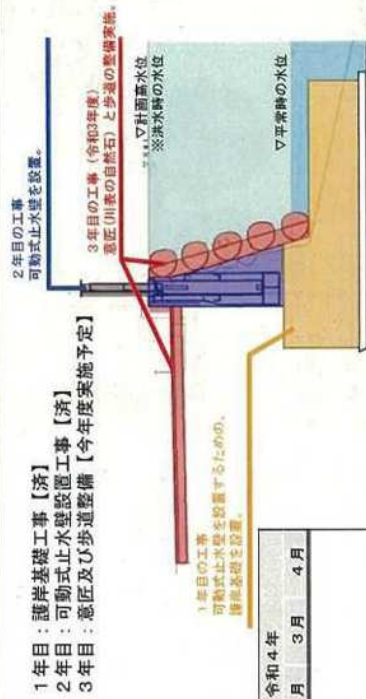 1年目：護岸基礎工事【済】
2年目：可動式止水壁設置工事【済】
3年目：意匠及び歩道整備【今年度実施予定】
2年目の工事
可動式止水壁を設置。
3年目の工事（令和3年度）
意匠（川表の自然石）と歩道の整備実施。
▽計画高水位
※洪水時の水位
▽平常時の水位
1年目の工事
可動式止水壁を設置するための、
護岸基礎を設置。
令和4年
月 3月 4月